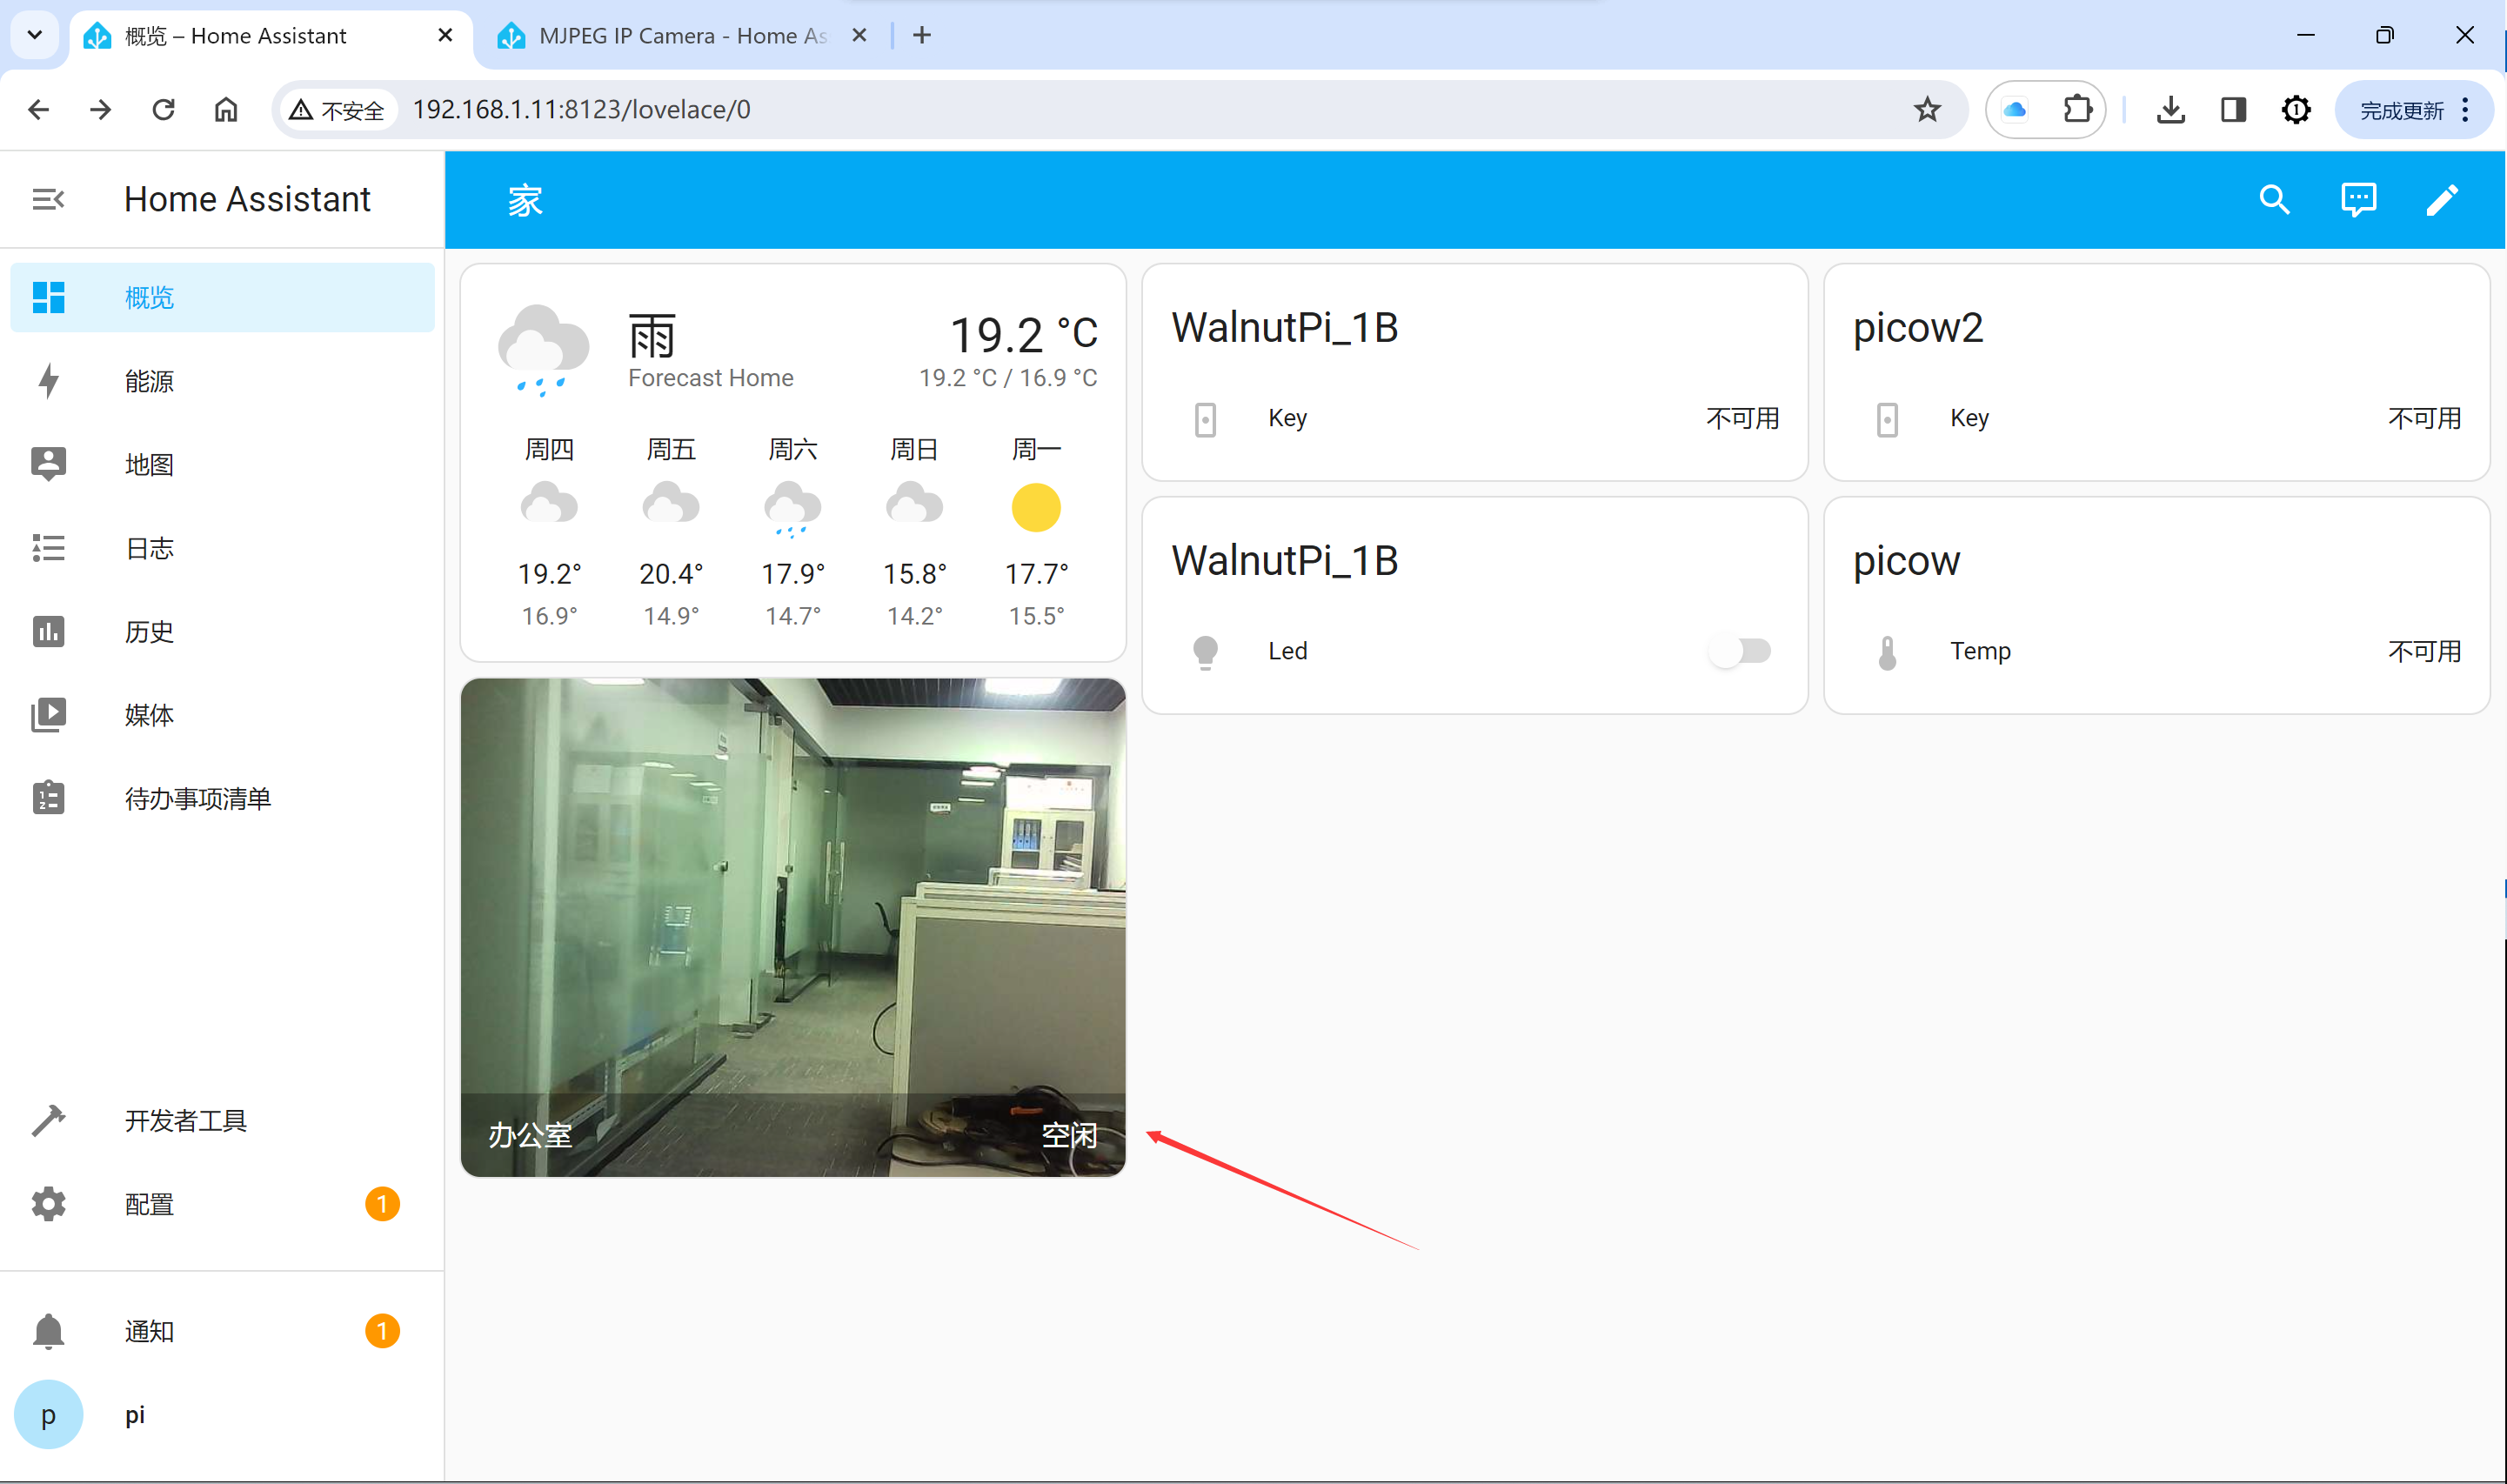 概览 – Home Assistant
MJPEG IP Camera - Home As
不安全
192.168.1.11:8123/lovelace/0
完成更新
Home Assistant
家
概览
能源
地图
日志
历史
媒体
待办事项清单
开发者工具
配置
1
通知
1
p
pi
雨
19.2 °C
Forecast Home
19.2 °C / 16.9 °C
周四 周五 周六 周日 周一
19.2° 20.4° 17.9° 15.8° 17.7°
16.9° 14.9° 14.7° 14.2° 15.5°
办公室
空闲
WalnutPi_1B
Key
不可用
WalnutPi_1B
Led
picow2
Key
不可用
picow
Temp
不可用